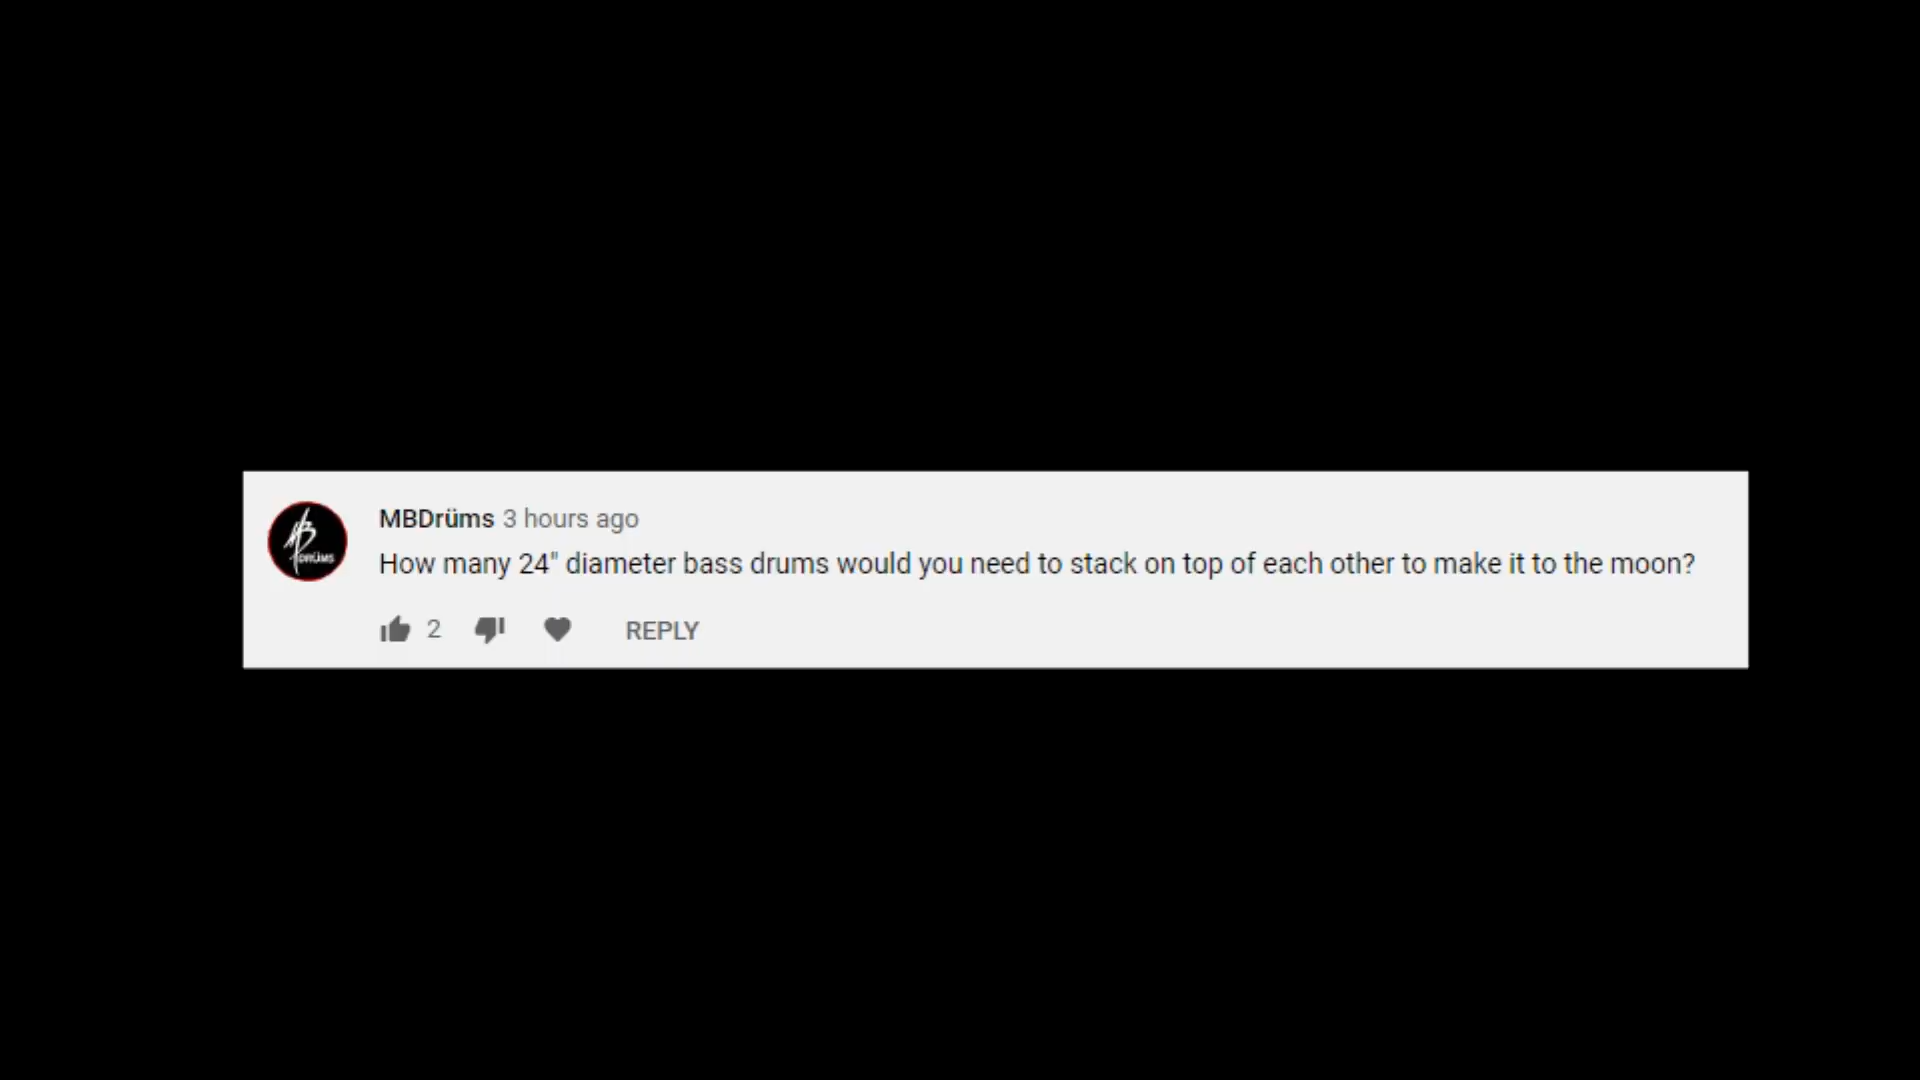 MBDrüms 3 hours ago
How many 24" diameter bass drums would you need to stack on top of each other to make it to the moon?
2 REPLY
B
DRÜMS